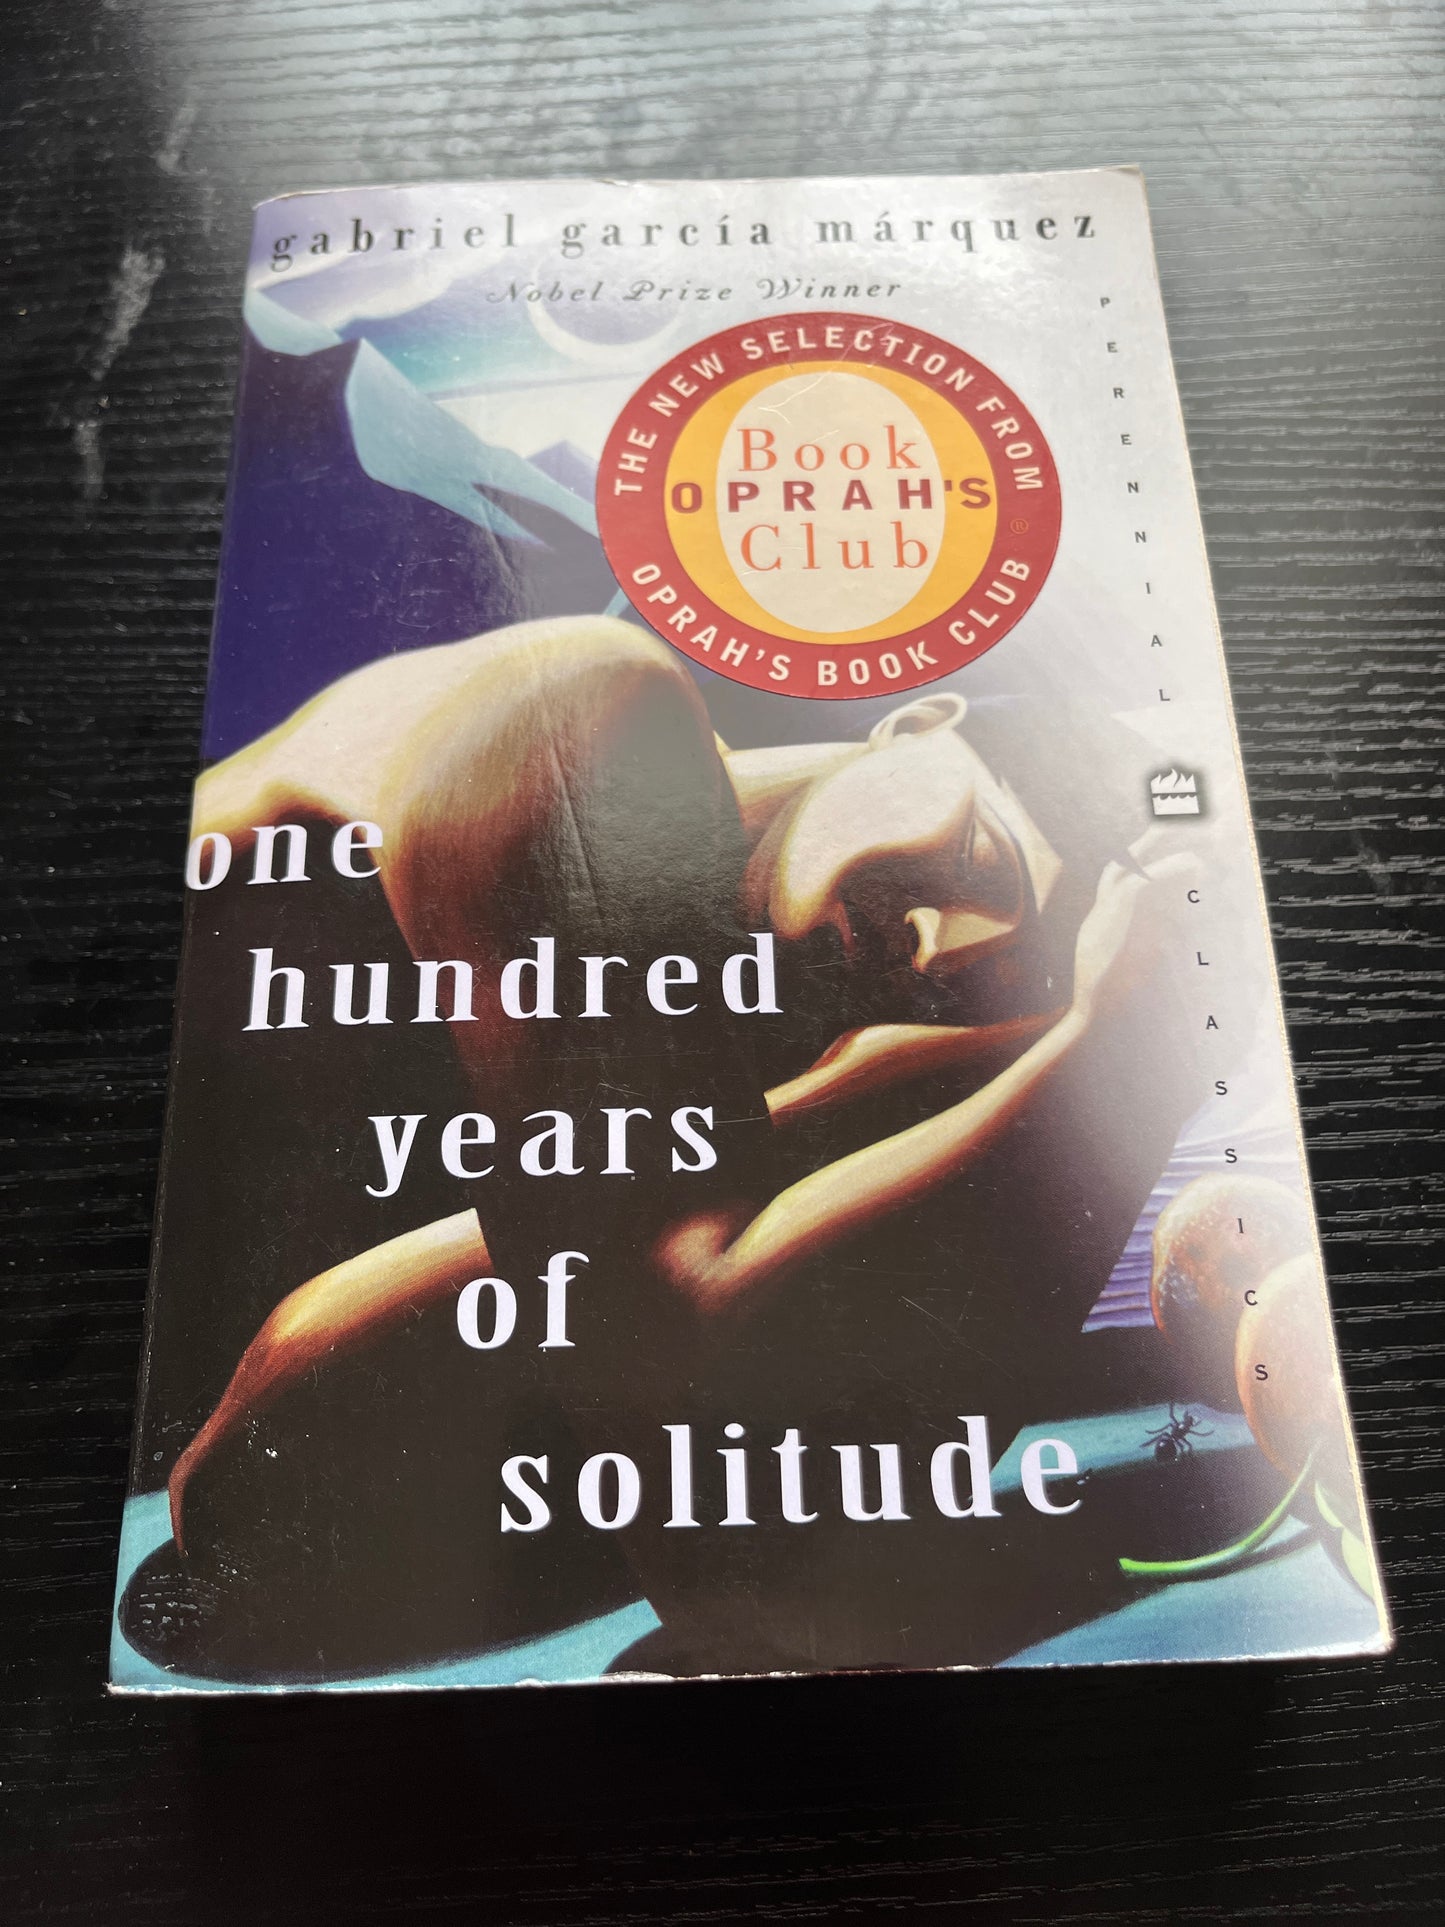 gabriel garcía márquez
Nobel Prize Winner
THE NEW SELECTION FROM
Book
OPRAH'S
Club
OPRAH'S BOOK CLUB ®
PERENNIAL
CLASSICS
one
hundred
years
of
solitude